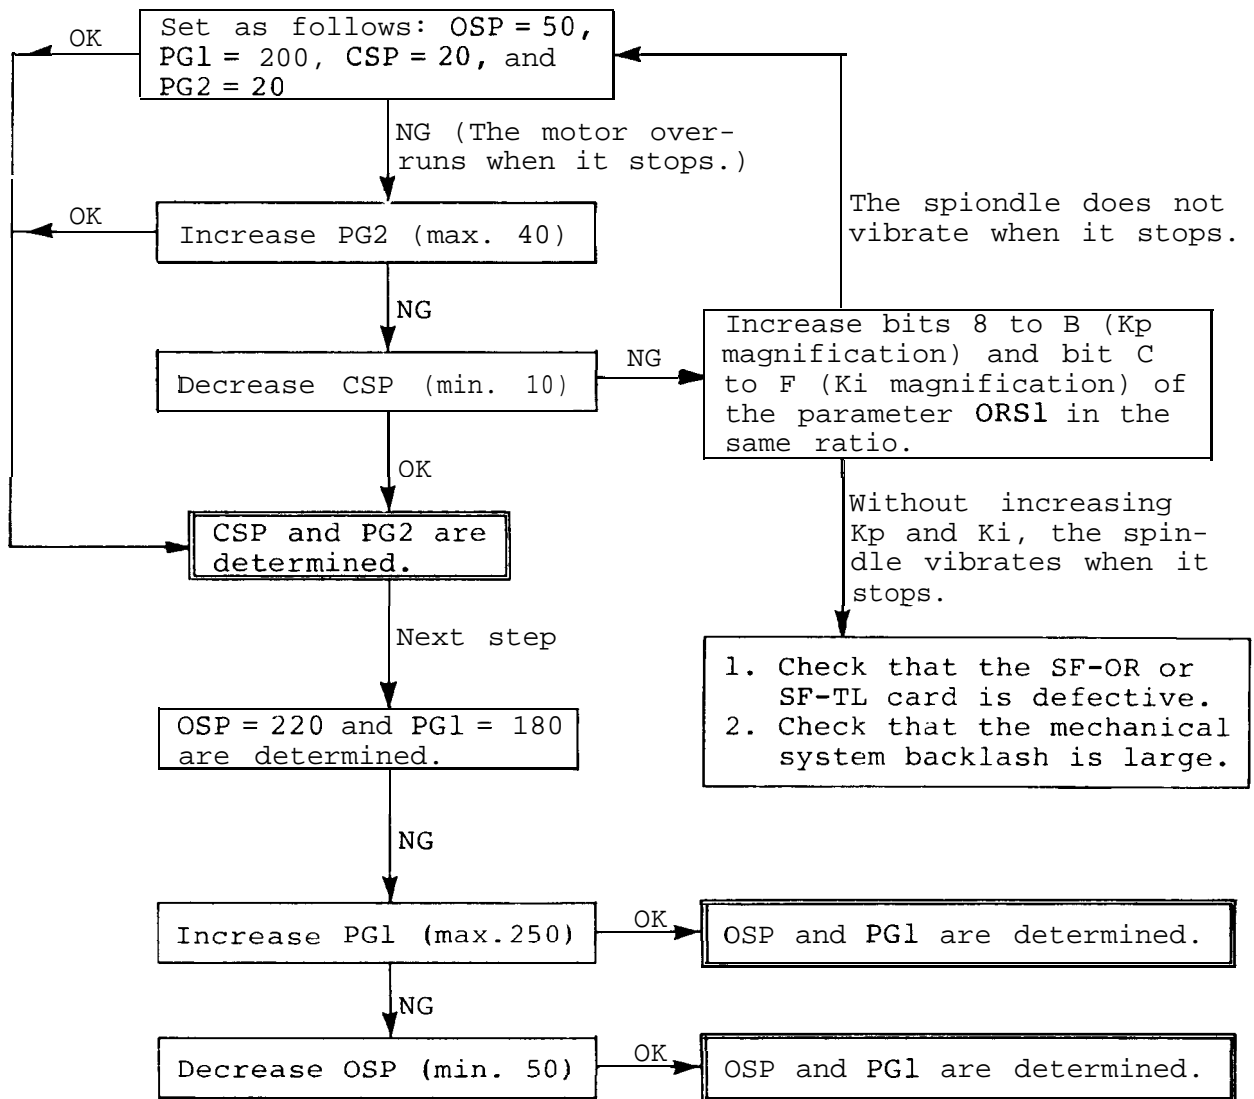 OK
Set as follows: OSP = 50,
PG1 = 200, CSP = 20, and
PG2 = 20
NG (The motor over-
runs when it stops.)
OK
Increase PG2 (max. 40)
The spiondle does not
vibrate when it stops.
NG
Decrease CSP (min. 10)
NG
Increase bits 8 to B (Kp
magnification) and bit C
to F (Ki magnification) of
the parameter ORS1 in the
same ratio.
OK
CSP and PG2 are
determined.
Without increasing
Kp and Ki, the spin-
dle vibrates when it
stops.
Next step
1. Check that the SF-OR or
SF-TL card is defective.
2. Check that the mechanical
system backlash is large.
OSP = 220 and PG1 = 180
are determined.
NG
Increase PG1 (max.250)
OK
OSP and PG1 are determined.
NG
Decrease OSP (min. 50)
OK
OSP and PG1 are determined.